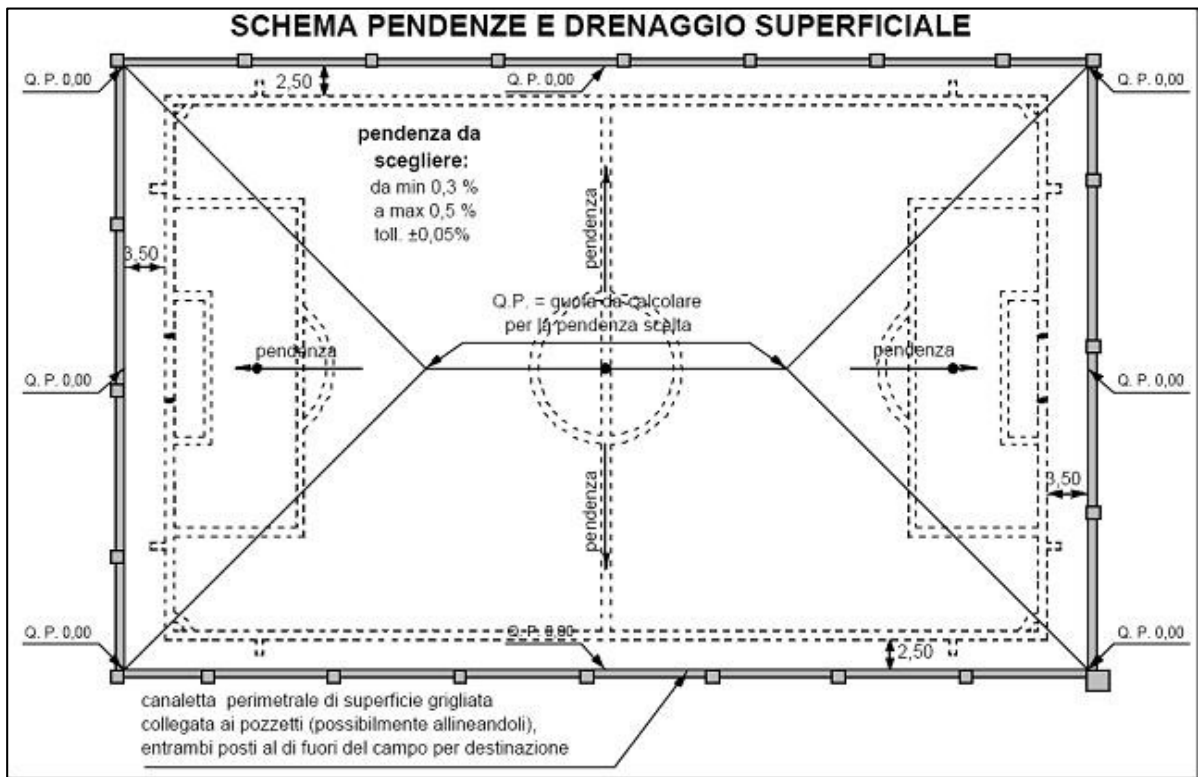 SCHEMA PENDENZE E DRENAGGIO SUPERFICIALE
Q. P. 0,00
2,50
Q. P. 0,00
Q. P. 0,00
pendenza da
scegliere:
da min 0,3 %
a max 0,5 %
toll. ±0,05%
pendenza
3,50
Q.P. = quota da calcolare
per la pendenza scelta
pendenza
pendenza
Q. P. 0,00
Q. P. 0,00
3,50
pendenza
Q. P. 0,00
Q. P. 0,00
Q. P. 0,00
2,50
canaletta perimetrale di superficie grigliata
collegata ai pozzetti (possibilmente allineandoli),
entrambi posti al di fuori del campo per destinazione